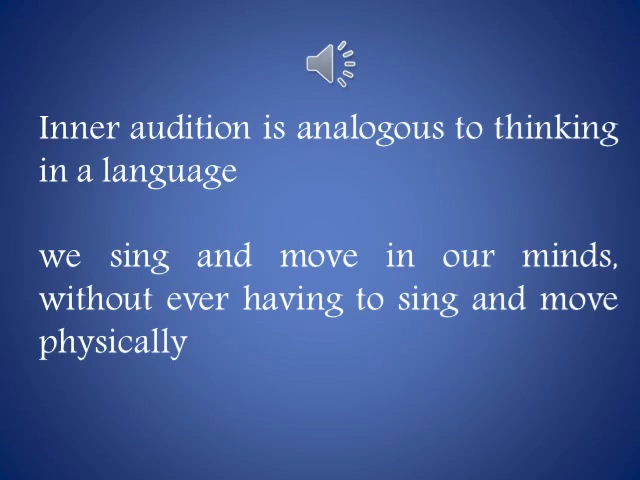 Inner audition is analogous to thinking
in a language
we sing and move in our minds,
without ever having to sing and move
physically